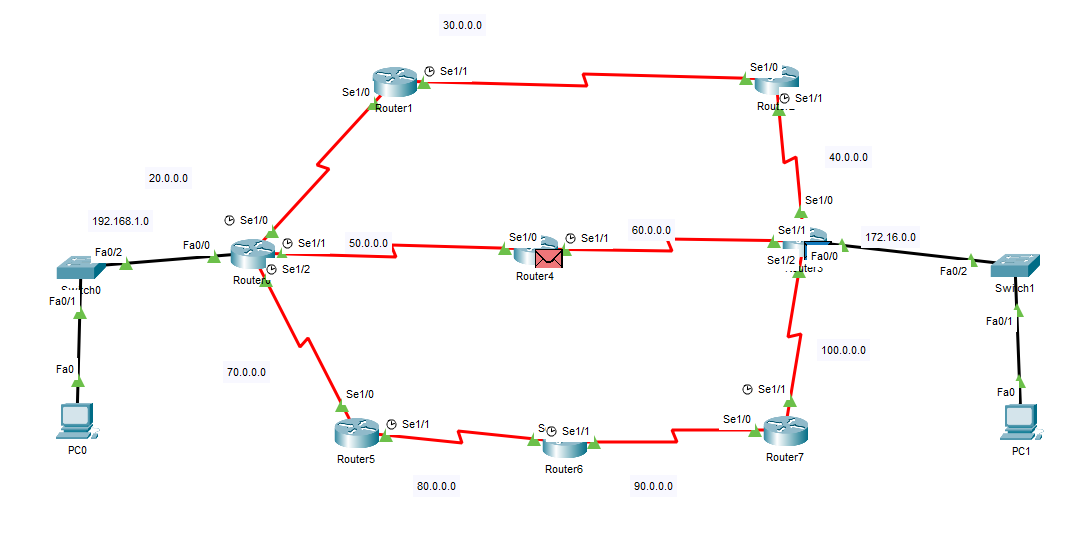 30.0.0.0
Se1/1
Se1/0
Se1/0
Router1
Se1/1
40.0.0.0
20.0.0.0
Se1/0
192.168.1.0
Se1/0
Fa0/2
Fa0/0
Se1/1
50.0.0.0
Se1/0
Se1/1
60.0.0.0
Se1/1
172.16.0.0
Se1/2
Router4
Se1/2
Fa0/0
Fa0/2
Switch1
Fa0/1
Fa0/1
100.0.0.0
Fa0
70.0.0.0
Se1/0
Se1/1
Fa0
PC0
Se1/1
Router5
Se1/1
Router6
Se1/0
Router7
PC1
80.0.0.0
90.0.0.0